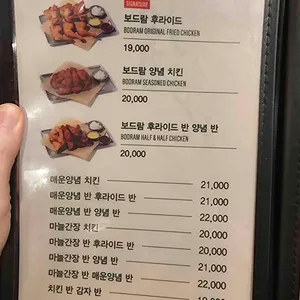 SIGNATURE
보드람 후라이드
BODRAM ORIGINAL FRIED CHICKEN
19,000
보드람 양념 치킨
BODRAM SEASONED CHICKEN
20,000
보드람 후라이드 반 양념 반
BODRAM HALF & HALF CHICKEN
20,000
매운양념 치킨 21,000
매운양념 반 후라이드 반 21,000
매운양념 반 양념 반 22,000
마늘간장 치킨 20,000
마늘간장 반 후라이드 반 20,000
마늘간장 반 양념 반 21,000
마늘간장 반 매운양념 반 22,000
치킨 반 감자 반 19,000